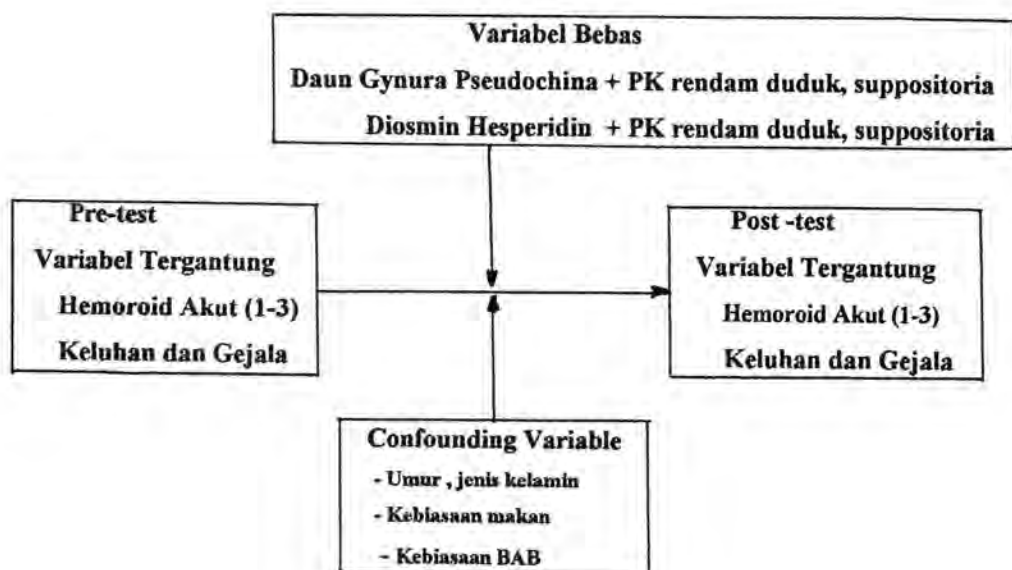 Variabel Bebas
Daun Gynura Pseudochina + PK rendam duduk, suppositoria
Diosmin Hesperidin + PK rendam duduk, suppositoria
Pre-test
Variabel Tergantung
Hemoroid Akut (1-3)
Keluhan dan Gejala
Post -test
Variabel Tergantung
Hemoroid Akut (1-3)
Keluhan dan Gejala
Confounding Variable
- Umur , jenis kelamin
- Kebiasaan makan
- Kebiasaan BAB